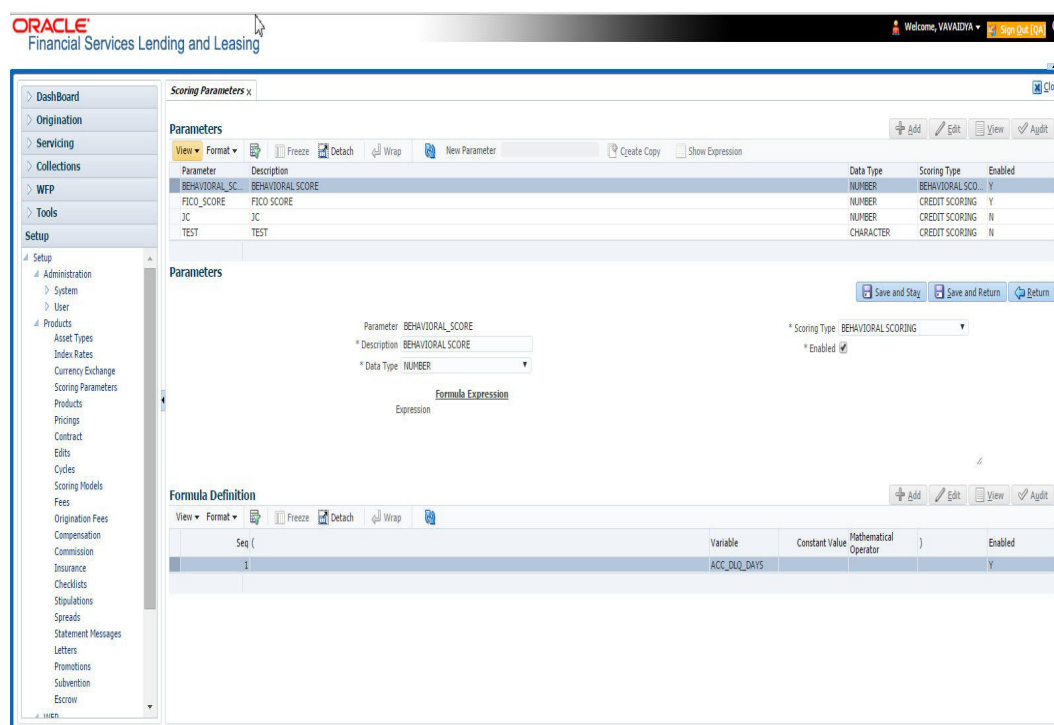 ORACLE'
Financial Services Lending and Leasing
Welcome, VAVAIDYA
Sign Out [QA]
DashBoard
Origination
Servicing
Collections
WFP
Tools
Setup
Setup
Administration
System
User
Products
Asset Types
Index Rates
Currency Exchange
Scoring Parameters
Products
Pricings
Contract
Edits
Cycles
Scoring Models
Fees
Origination Fees
Compensation
Commission
Insurance
Checklists
Stipulations
Spreads
Statement Messages
Letters
Promotions
Subvention
Escrow
WFP
Scoring Parameters x
Clo
Parameters
Add Edit View Audit
View Format Freeze Detach Wrap New Parameter Create Copy Show Expression
Parameter Description Data Type Scoring Type Enabled
BEHAVIORAL_SC... BEHAVIORAL SCORE NUMBER BEHAVIORAL SCO... Y
FICO_SCORE FICO SCORE NUMBER CREDIT SCORING Y
JC JC NUMBER CREDIT SCORING N
TEST TEST CHARACTER CREDIT SCORING N
Parameters
Save and Stay Save and Return Return
Parameter BEHAVIORAL_SCORE
* Description BEHAVIORAL SCORE
* Data Type NUMBER
* Scoring Type BEHAVIORAL SCORING
* Enabled
Formula Expression
Expression
Formula Definition
Add Edit View Audit
View Format Freeze Detach Wrap
Seq ( Variable Constant Value Mathematical Operator ) Enabled
1 ACC_DLQ_DAYS Y